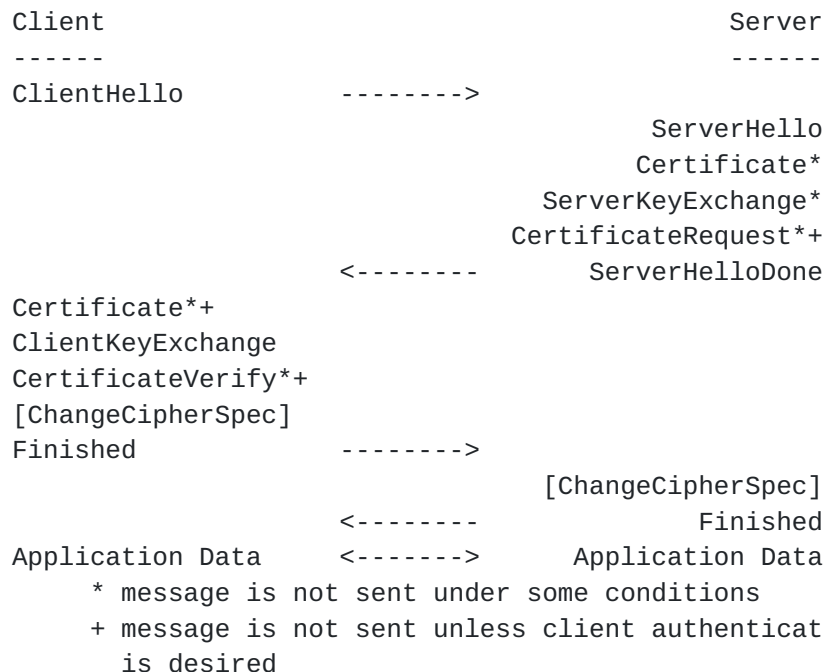 Client                                        Server
------                                        ------
ClientHello          -------->
                                         ServerHello
                                        Certificate*
                                  ServerKeyExchange*
                                CertificateRequest*+
                     <--------       ServerHelloDone
Certificate*+
ClientKeyExchange
CertificateVerify*+
[ChangeCipherSpec]
Finished             -------->
                                  [ChangeCipherSpec]
                     <--------              Finished
Application Data     <------->      Application Data
     * message is not sent under some conditions
     + message is not sent unless client authenticat
       is desired